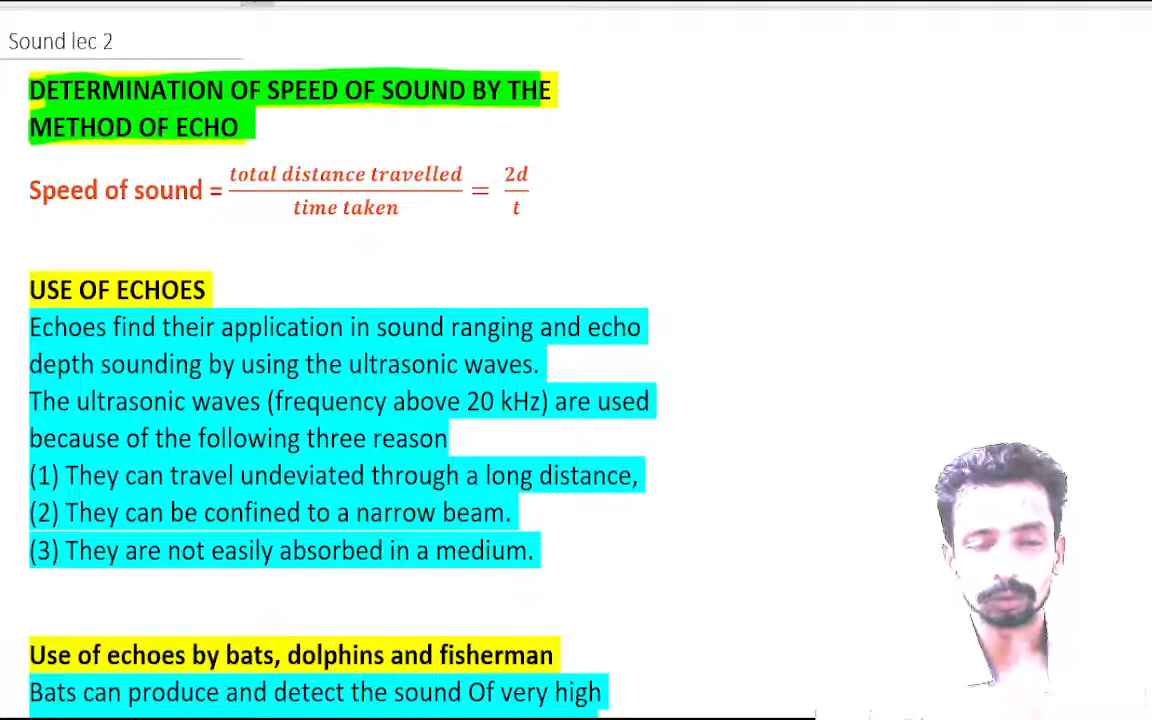 Sound lec 2
DETERMINATION OF SPEED OF SOUND BY THE
METHOD OF ECHO
Speed of sound = total distance travelled / time taken = 2d / t
USE OF ECHOES
Echoes find their application in sound ranging and echo
depth sounding by using the ultrasonic waves.
The ultrasonic waves (frequency above 20 kHz) are used
because of the following three reason
(1) They can travel undeviated through a long distance,
(2) They can be confined to a narrow beam.
(3) They are not easily absorbed in a medium.
Use of echoes by bats, dolphins and fisherman
Bats can produce and detect the sound Of very high